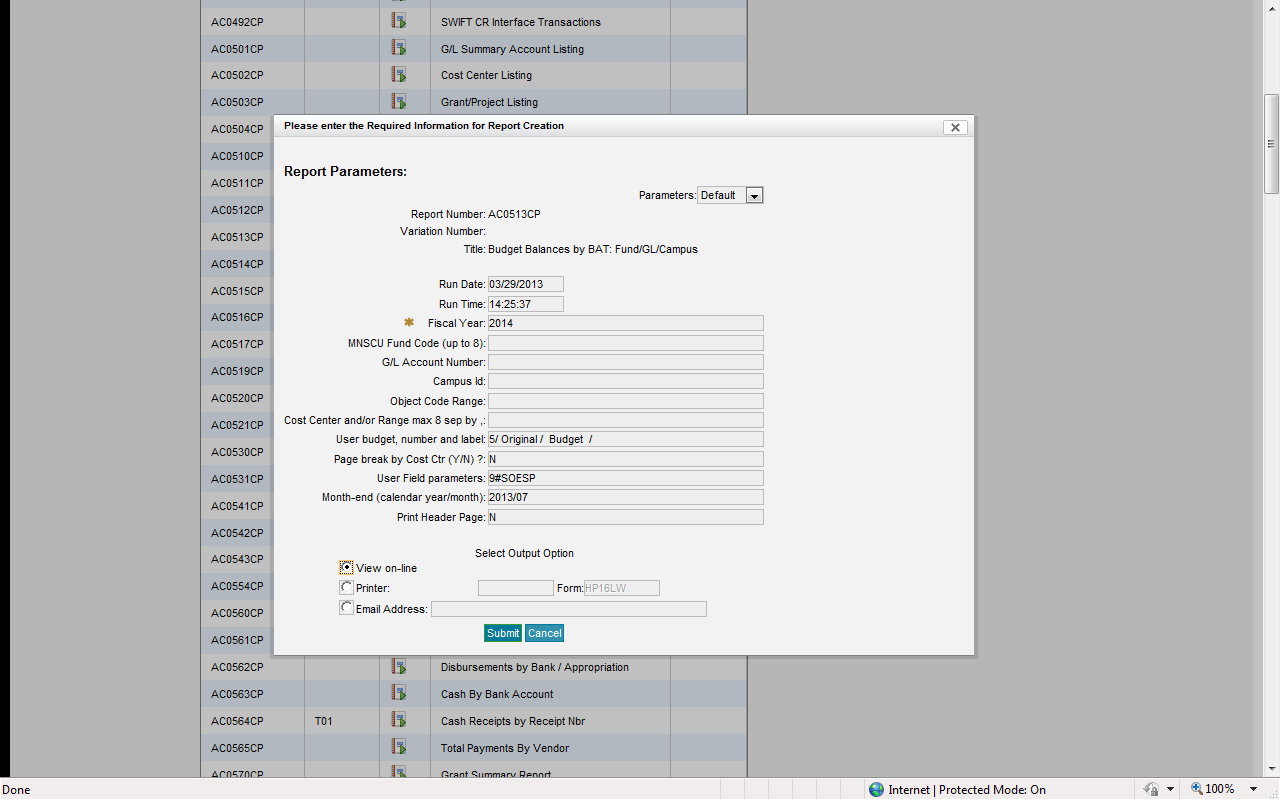 AC0492CP SWIFT CR Interface Transactions
AC0501CP G/L Summary Account Listing
AC0502CP Cost Center Listing
AC0503CP Grant/Project Listing
AC0504CP
AC0510CP
AC0511CP
AC0512CP
AC0513CP
AC0514CP
AC0515CP
AC0516CP
AC0517CP
AC0519CP
AC0520CP
AC0521CP
AC0530CP
AC0531CP
AC0541CP
AC0542CP
AC0543CP
AC0554CP
AC0560CP
AC0561CP
Please enter the Required Information for Report Creation
Report Parameters:
Parameters: Default
Report Number: AC0513CP
Variation Number:
Title: Budget Balances by BAT: Fund/GL/Campus
Run Date: 03/29/2013
Run Time: 14:25:37
Fiscal Year: 2014
MNSCU Fund Code (up to 8):
G/L Account Number:
Campus Id:
Object Code Range:
Cost Center and/or Range max 8 sep by ,:
User budget, number and label: 5/ Original / Budget /
Page break by Cost Ctr (Y/N) ?: N
User Field parameters: 9#SOESP
Month-end (calendar year/month): 2013/07
Print Header Page: N
Select Output Option
View on-line
Printer: Form: HP16LW
Email Address:
Submit Cancel
AC0562CP Disbursements by Bank / Appropriation
AC0563CP Cash By Bank Account
AC0564CP T01 Cash Receipts by Receipt Nbr
AC0565CP Total Payments By Vendor
AC0570CP Grant Summary Report
Done Internet | Protected Mode: On 100%